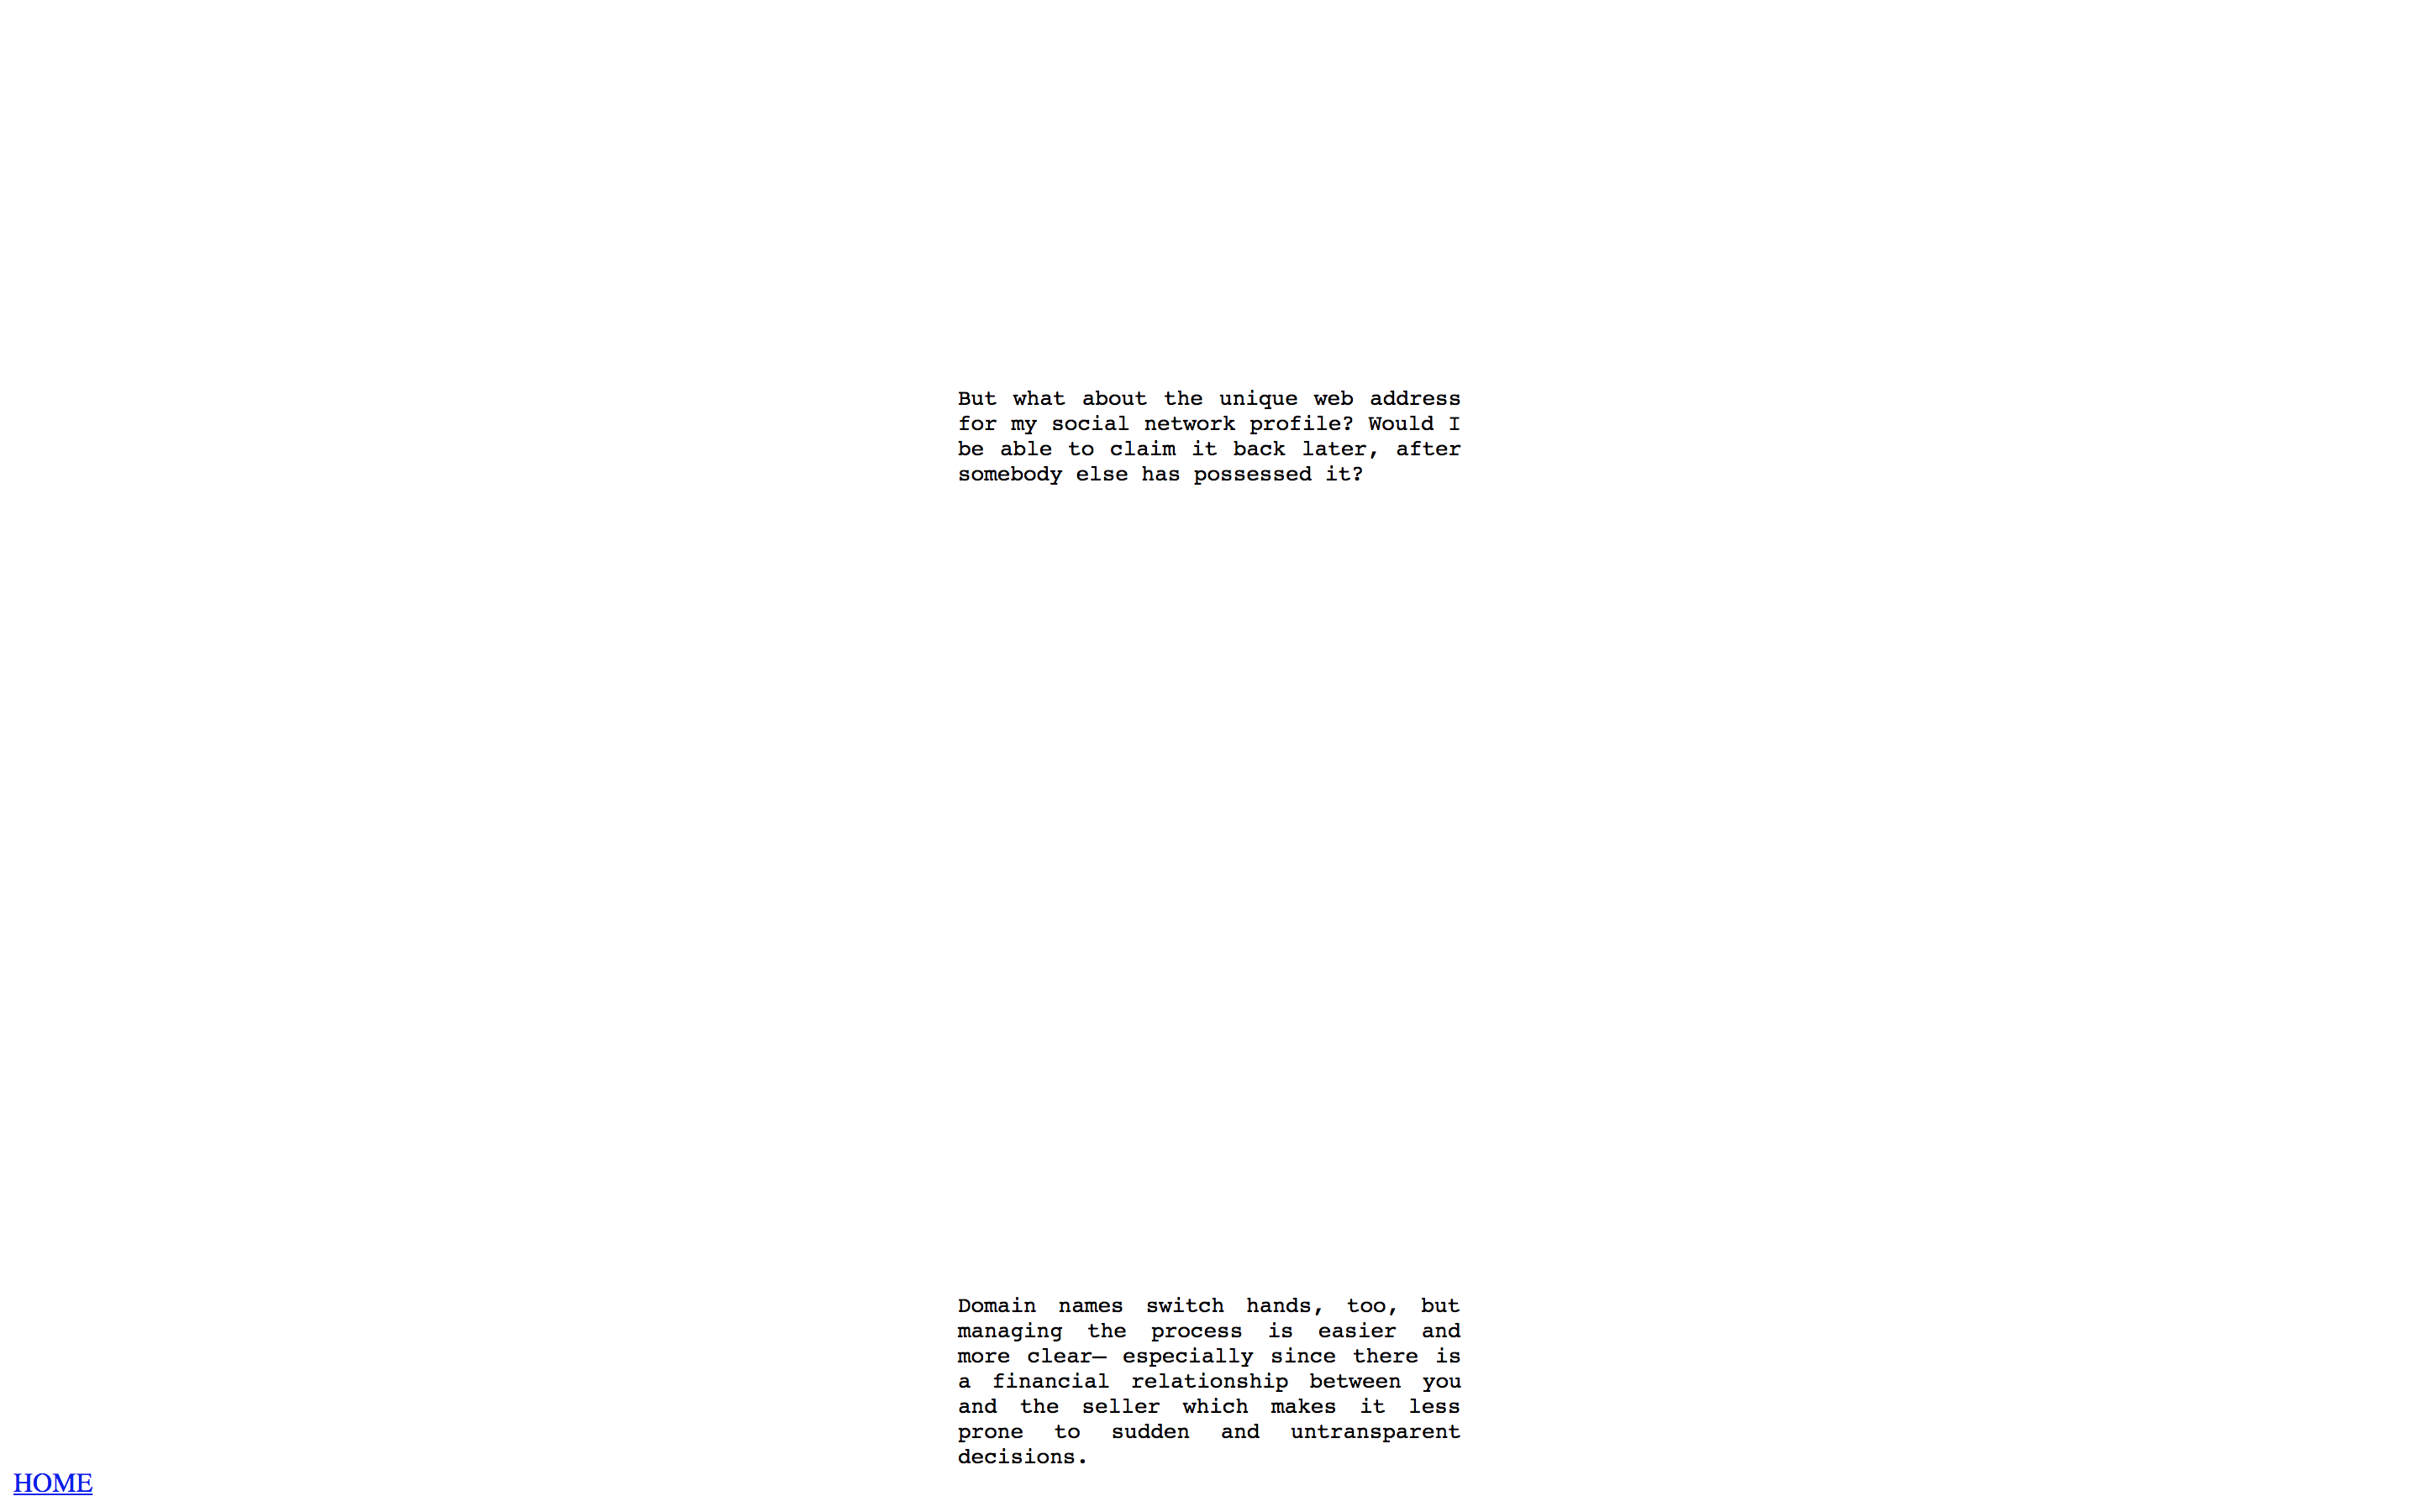 But what about the unique web address
for my social network profile? Would I
be able to claim it back later, after
somebody else has possessed it?
Domain names switch hands, too, but
managing the process is easier and
more clear— especially since there is
a financial relationship between you
and the seller which makes it less
prone to sudden and untransparent
decisions.
HOME